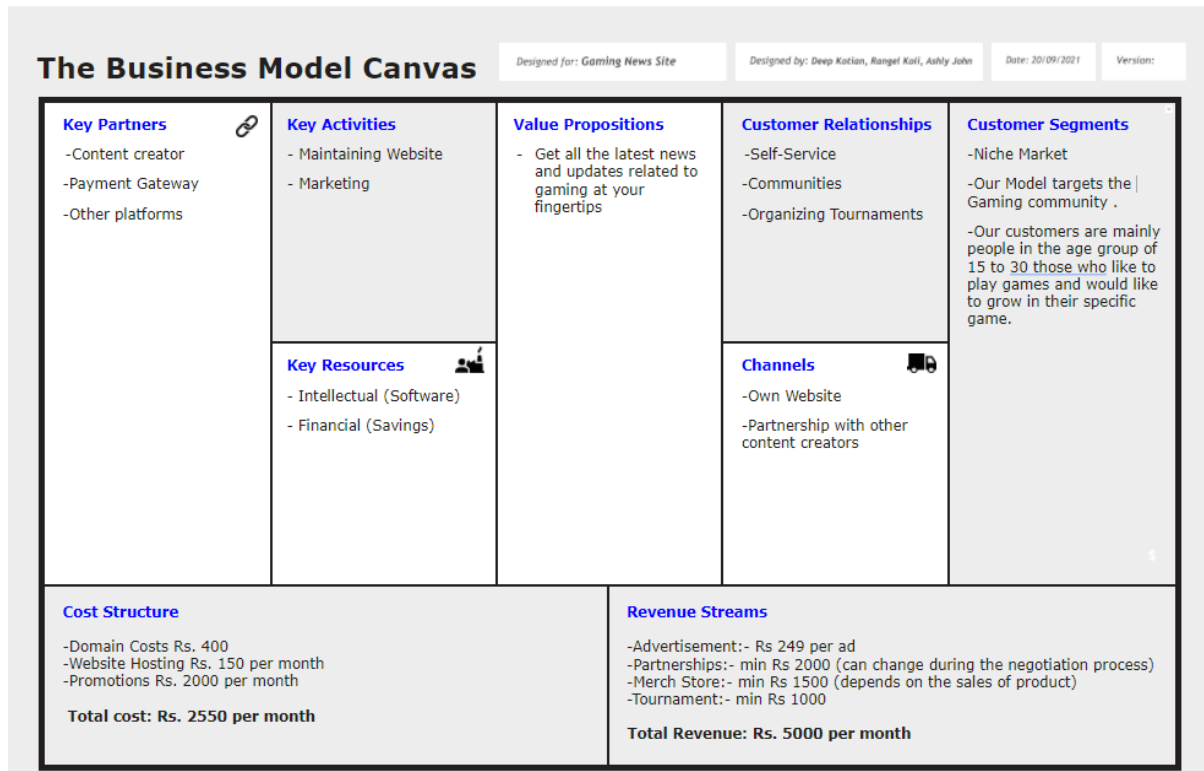 The Business Model Canvas
Designed for: Gaming News Site
Designed by: Deep Kotian, Rangel Koli, Ashly John
Date: 20/09/2021
Version:
Key Partners
-Content creator
-Payment Gateway
-Other platforms
Key Activities
- Maintaining Website
- Marketing
Key Resources
- Intellectual (Software)
- Financial (Savings)
Value Propositions
- Get all the latest news
and updates related to
gaming at your
fingertips
Customer Relationships
-Self-Service
-Communities
-Organizing Tournaments
Channels
-Own Website
-Partnership with other
content creators
Customer Segments
-Niche Market
-Our Model targets the
Gaming community .
-Our customers are mainly
people in the age group of
15 to 30 those who like to
play games and would like
to grow in their specific
game.
$
Cost Structure
-Domain Costs Rs. 400
-Website Hosting Rs. 150 per month
-Promotions Rs. 2000 per month
Total cost: Rs. 2550 per month
Revenue Streams
-Advertisement:- Rs 249 per ad
-Partnerships:- min Rs 2000 (can change during the negotiation process)
-Merch Store:- min Rs 1500 (depends on the sales of product)
-Tournament:- min Rs 1000
Total Revenue: Rs. 5000 per month